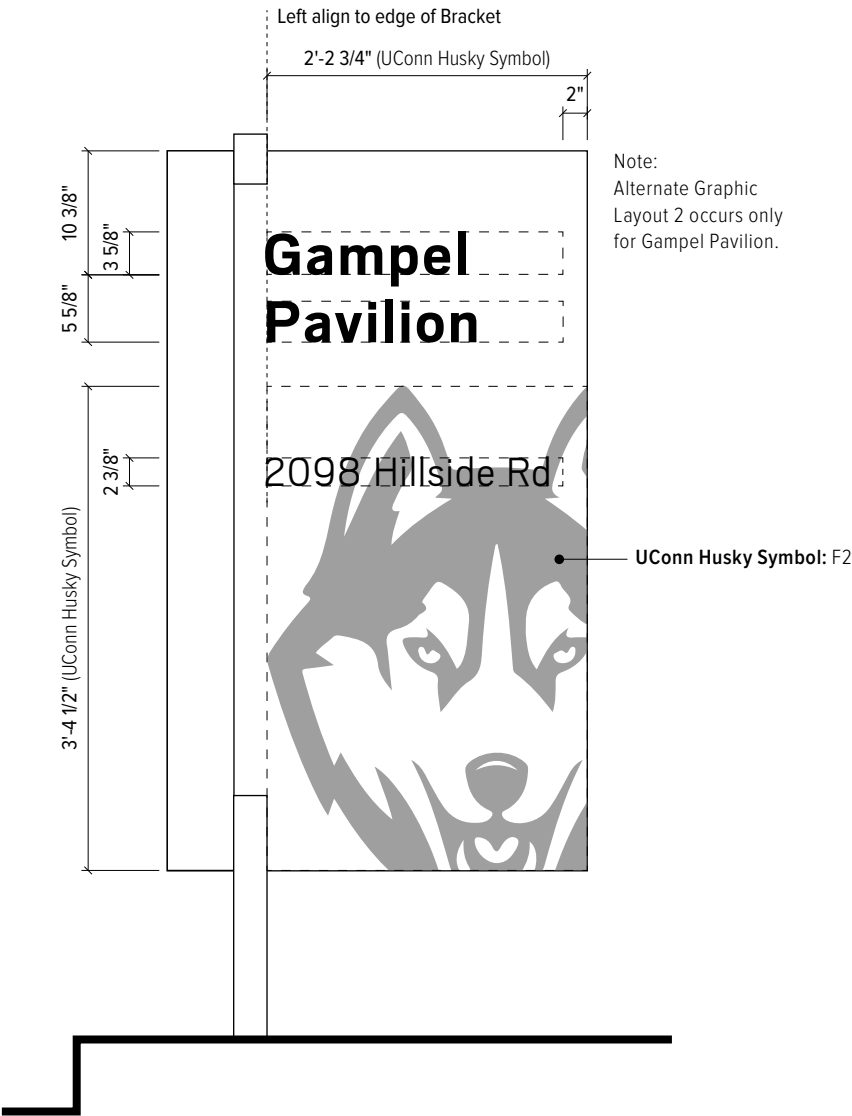 Left align to edge of Bracket
2'-2 3/4" (UConn Husky Symbol)
2"
Note:
Alternate Graphic
Layout 2 occurs only
for Gampel Pavilion.
10 3/8"
3 5/8"
Gampel
5 5/8"
Pavilion
2 3/8"
2098 Hillside Rd
3'-4 1/2" (UConn Husky Symbol)
UConn Husky Symbol: F2